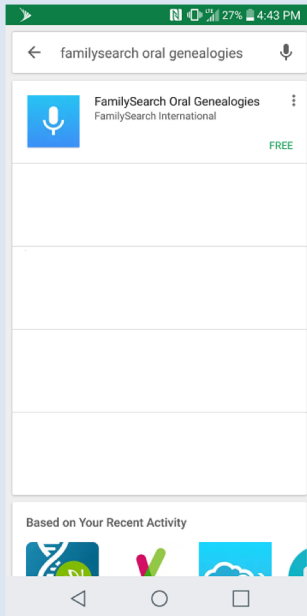 27% 4:43 PM
familysearch oral genealogies
FamilySearch Oral Genealogies
FamilySearch International
FREE
Based on Your Recent Activity